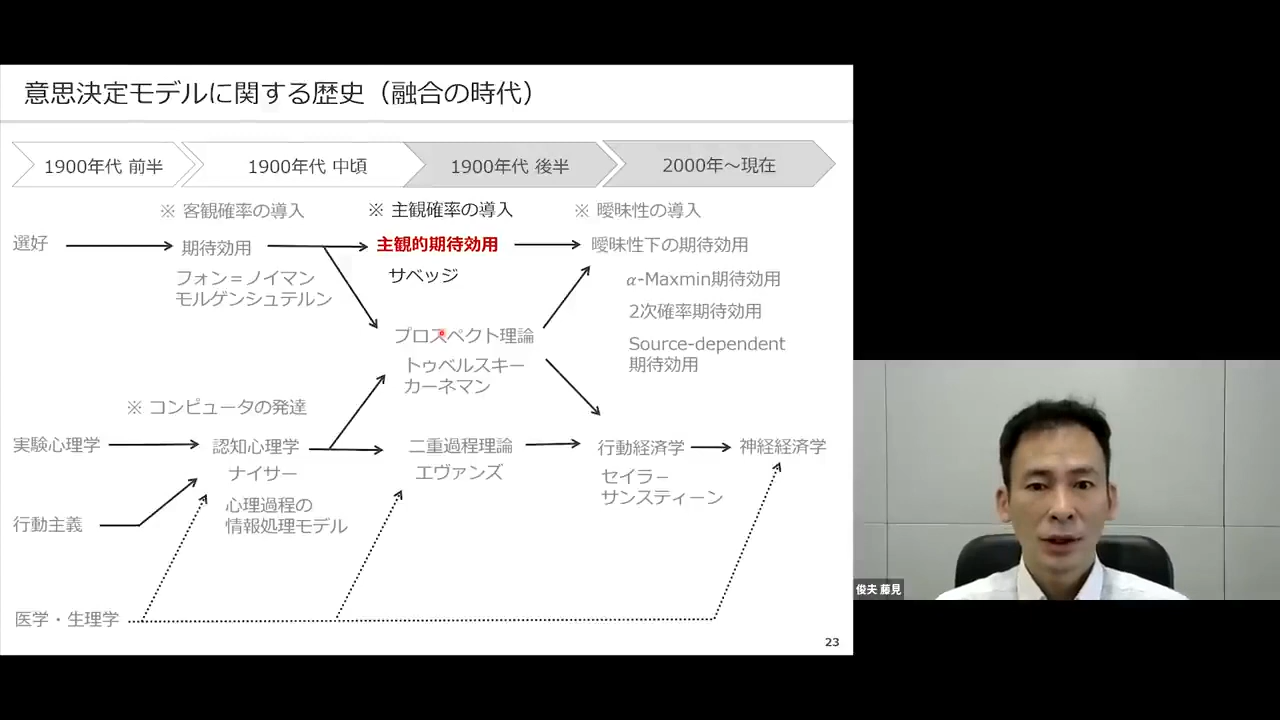 意思決定モデルに関する歴史（融合の時代）
1900年代 前半
1900年代 中頃
1900年代 後半
2000年～現在
※ 客観確率の導入
※ 主観確率の導入
※ 曖昧性の導入
選好
期待効用
主観的期待効用
曖昧性下の期待効用
フォン＝ノイマン
モルゲンシュテルン
サベッジ
α-Maxmin期待効用
2次確率期待効用
Source-dependent
期待効用
プロスペクト理論
トゥベルスキー
カーネマン
※ コンピュータの発達
実験心理学
認知心理学
二重過程理論
行動経済学
神経経済学
ナイサー
エヴァンズ
セイラー
サンスティーン
心理過程の
情報処理モデル
行動主義
医学・生理学
23
俊夫 藤見